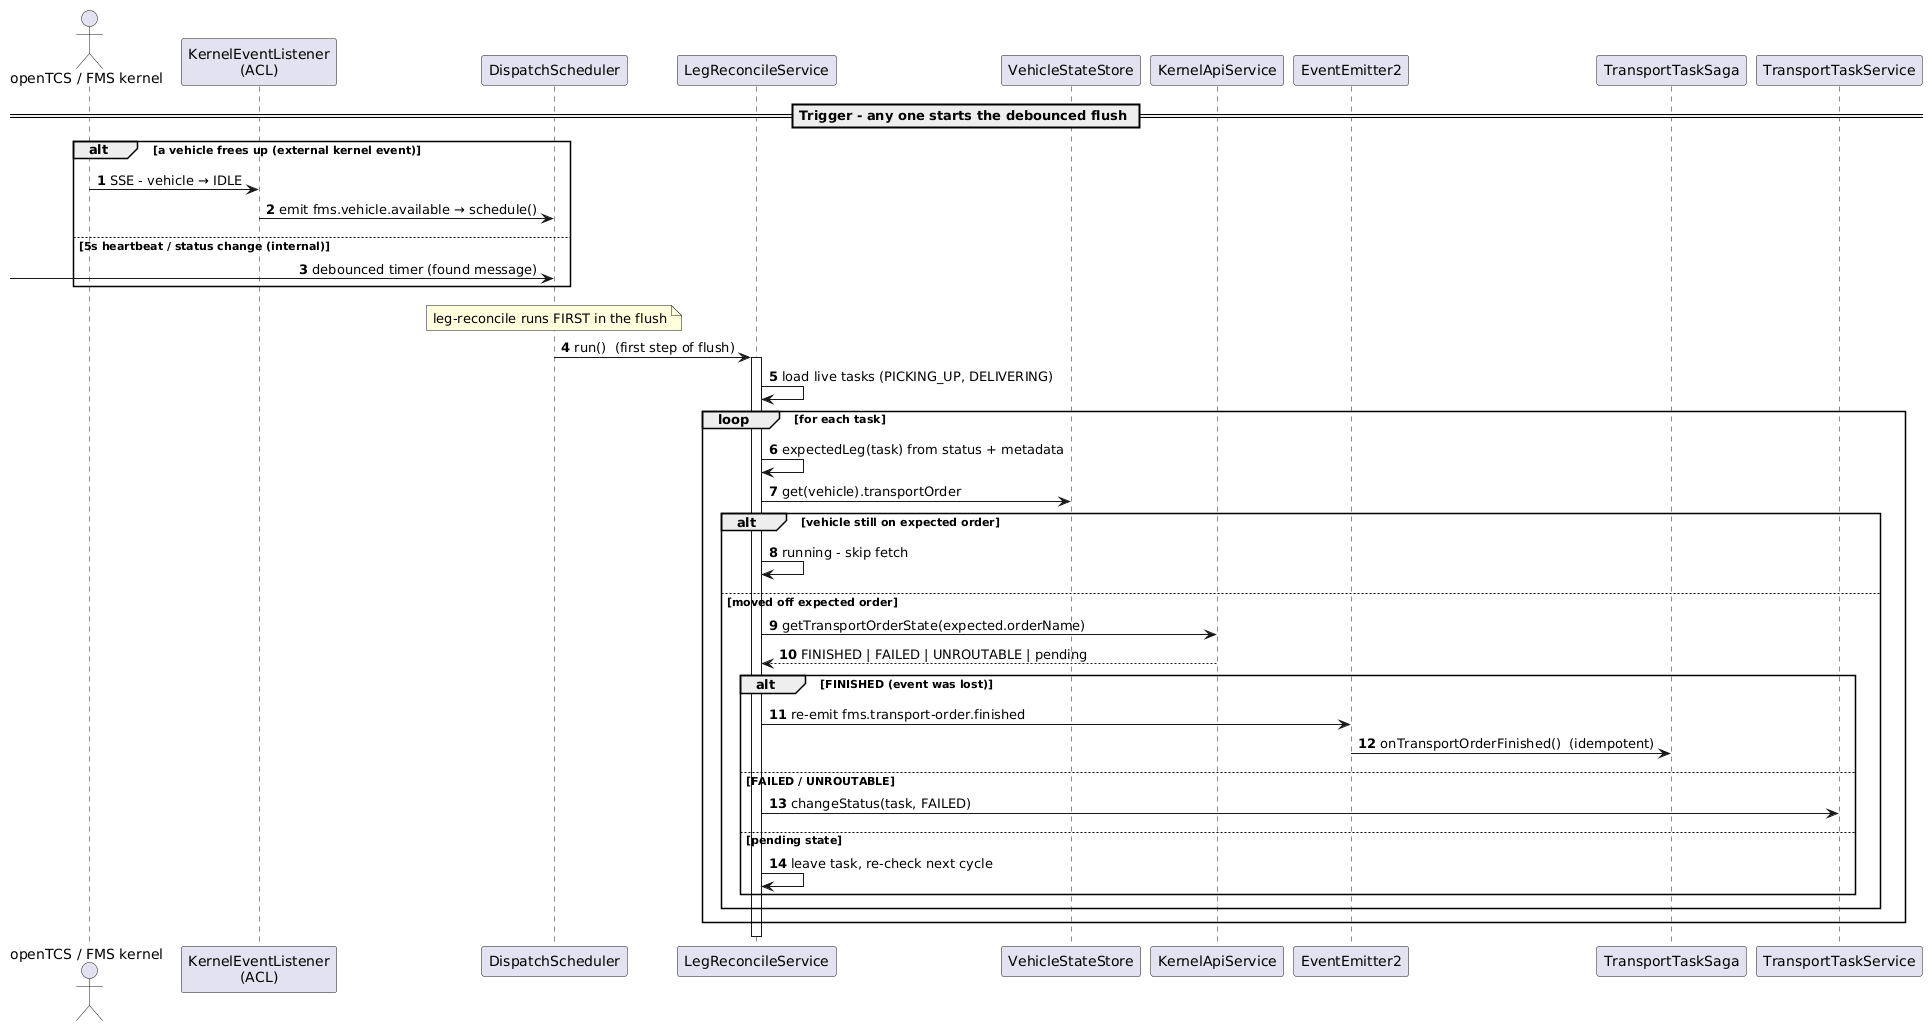 openTCS / FMS kernel
KernelEventListener
(ACL)
DispatchScheduler
LegReconcileService
VehicleStateStore
KernelApiService
EventEmitter2
TransportTaskSaga
TransportTaskService
Trigger - any one starts the debounced flush
alt [a vehicle frees up (external kernel event)]
1 SSE - vehicle → IDLE
2 emit fms.vehicle.available → schedule()
[5s heartbeat / status change (internal)]
3 debounced timer (found message)
leg-reconcile runs FIRST in the flush
4 run()  (first step of flush)
5 load live tasks (PICKING_UP, DELIVERING)
loop [for each task]
6 expectedLeg(task) from status + metadata
7 get(vehicle).transportOrder
alt [vehicle still on expected order]
8 running - skip fetch
[moved off expected order]
9 getTransportOrderState(expected.orderName)
10 FINISHED | FAILED | UNROUTABLE | pending
alt [FINISHED (event was lost)]
11 re-emit fms.transport-order.finished
12 onTransportOrderFinished()  (idempotent)
[FAILED / UNROUTABLE]
13 changeStatus(task, FAILED)
[pending state]
14 leave task, re-check next cycle
openTCS / FMS kernel
KernelEventListener
(ACL)
DispatchScheduler
LegReconcileService
VehicleStateStore
KernelApiService
EventEmitter2
TransportTaskSaga
TransportTaskService